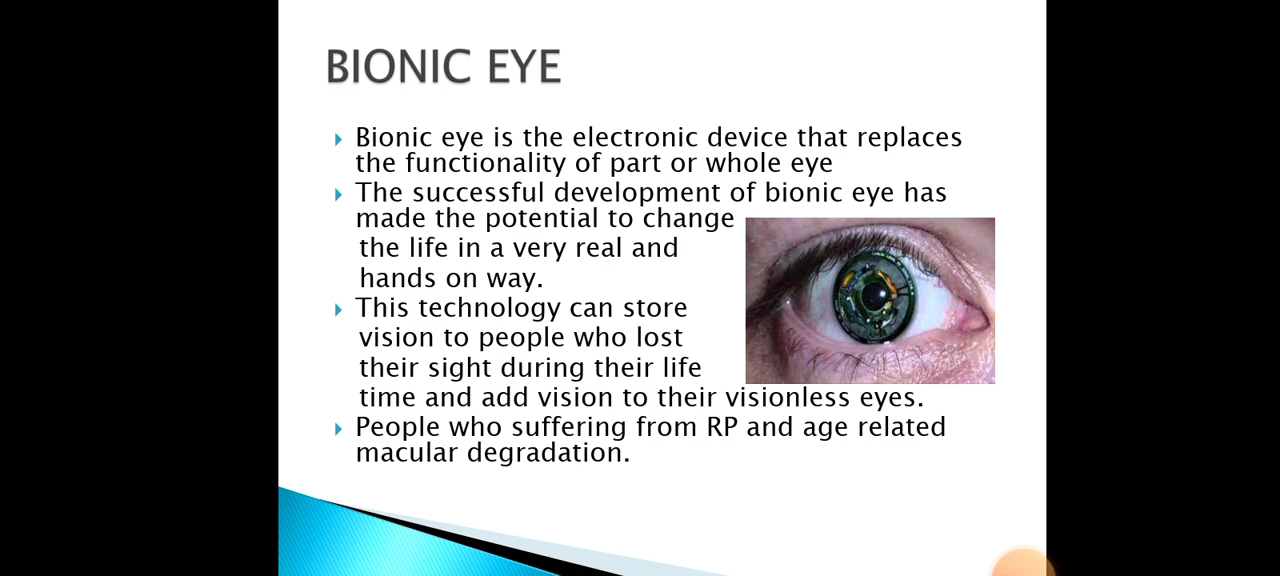 BIONIC EYE
Bionic eye is the electronic device that replaces
the functionality of part or whole eye
The successful development of bionic eye has
made the potential to change
the life in a very real and
hands on way.
This technology can store
vision to people who lost
their sight during their life
time and add vision to their visionless eyes.
People who suffering from RP and age related
macular degradation.